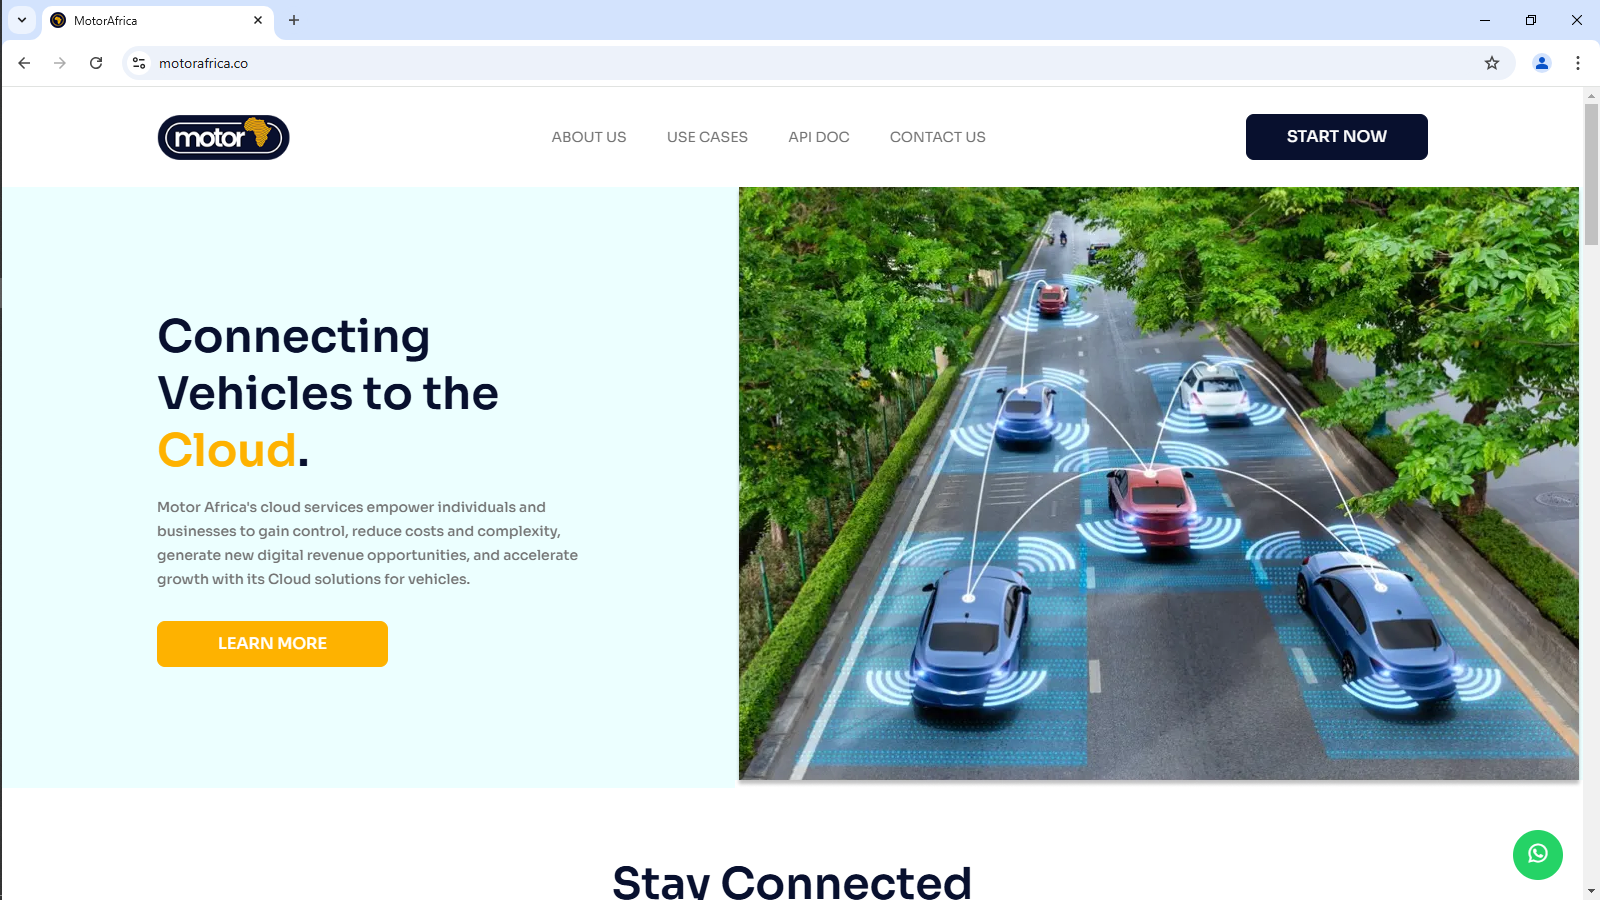 MotorAfrica
motorafrica.co
motor
ABOUT US
USE CASES
API DOC
CONTACT US
START NOW
Connecting
Vehicles to the
Cloud.
Motor Africa's cloud services empower individuals and
businesses to gain control, reduce costs and complexity,
generate new digital revenue opportunities, and accelerate
growth with its Cloud solutions for vehicles.
LEARN MORE
Stay Connected